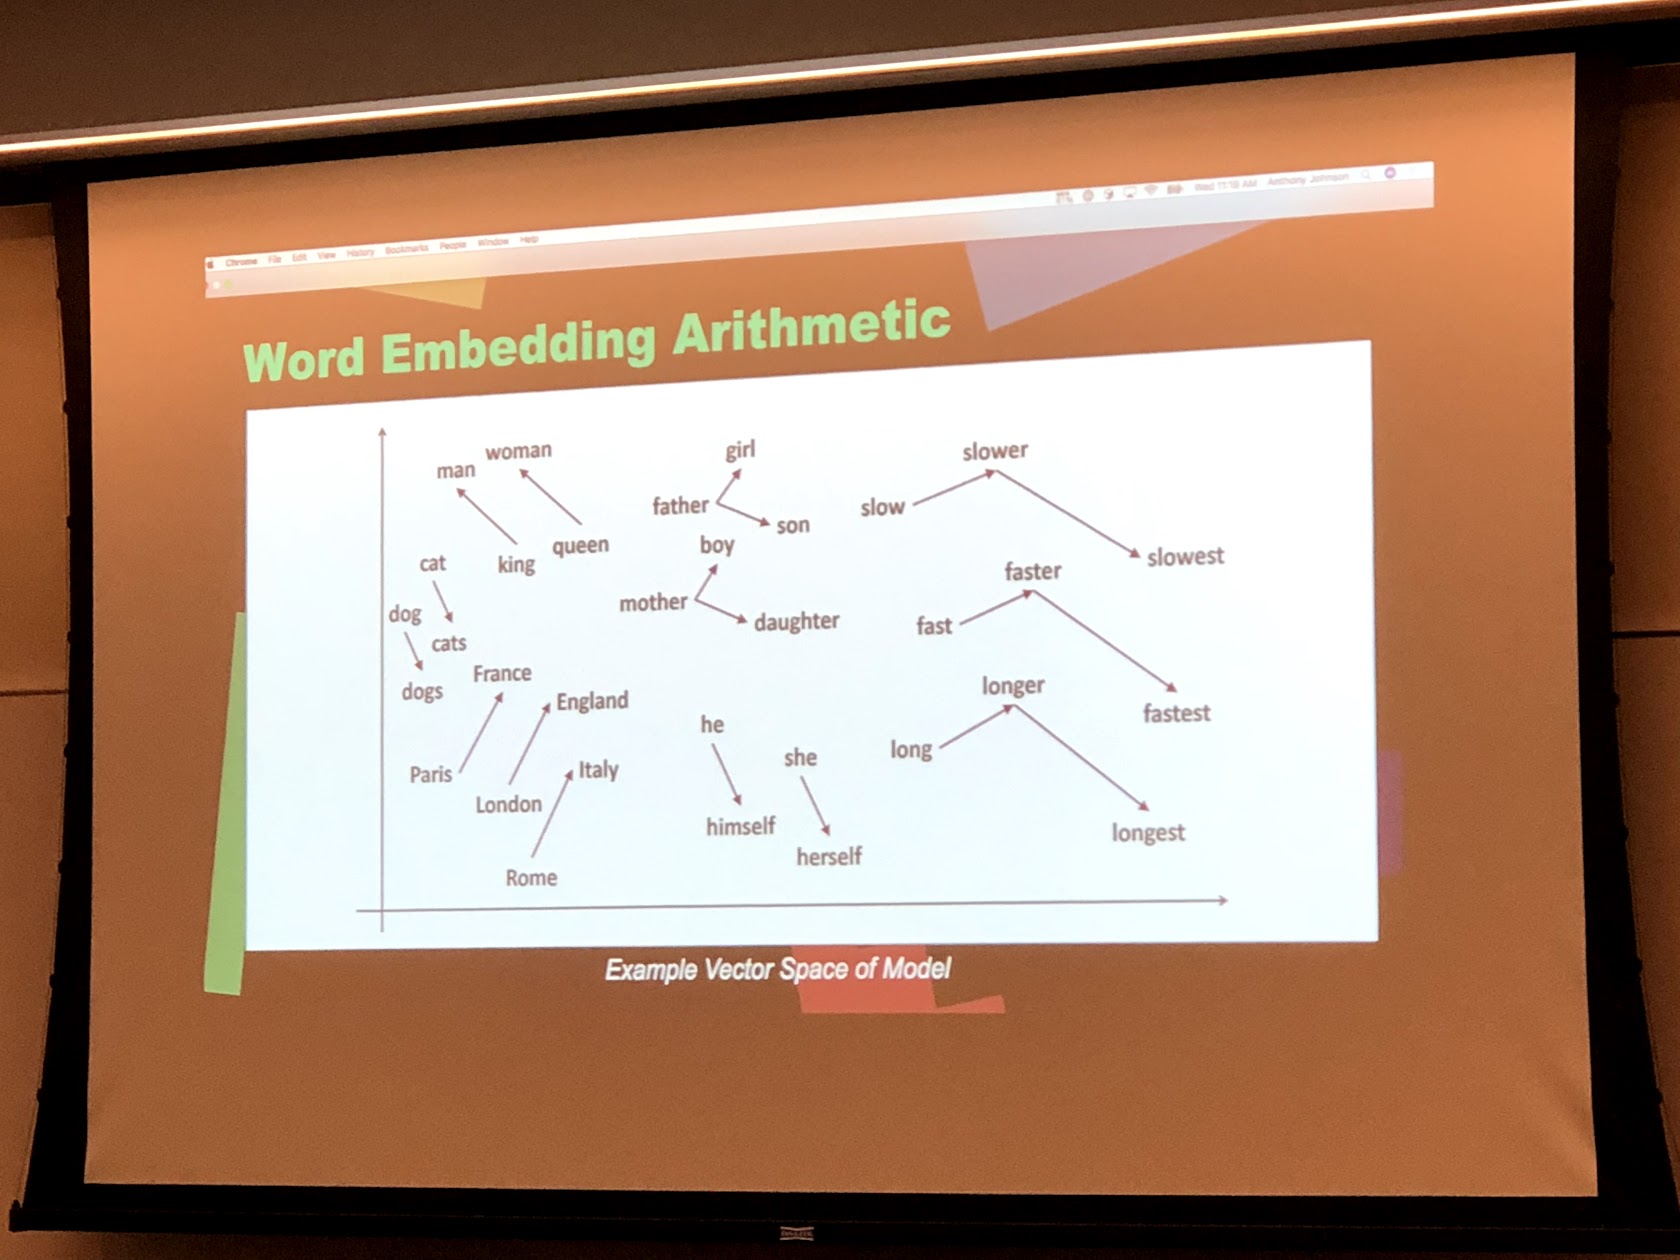 Chrome File Edit View History Bookmarks People Window Help
Wed 11:19 AM Anthony Johnson
Word Embedding Arithmetic
woman
man
girl
slower
father
slow
son
queen
boy
king
cat
slowest
faster
mother
dog
daughter
fast
cats
France
dogs
longer
England
fastest
he
long
she
Paris
Italy
London
himself
longest
herself
Rome
Example Vector Space of Model